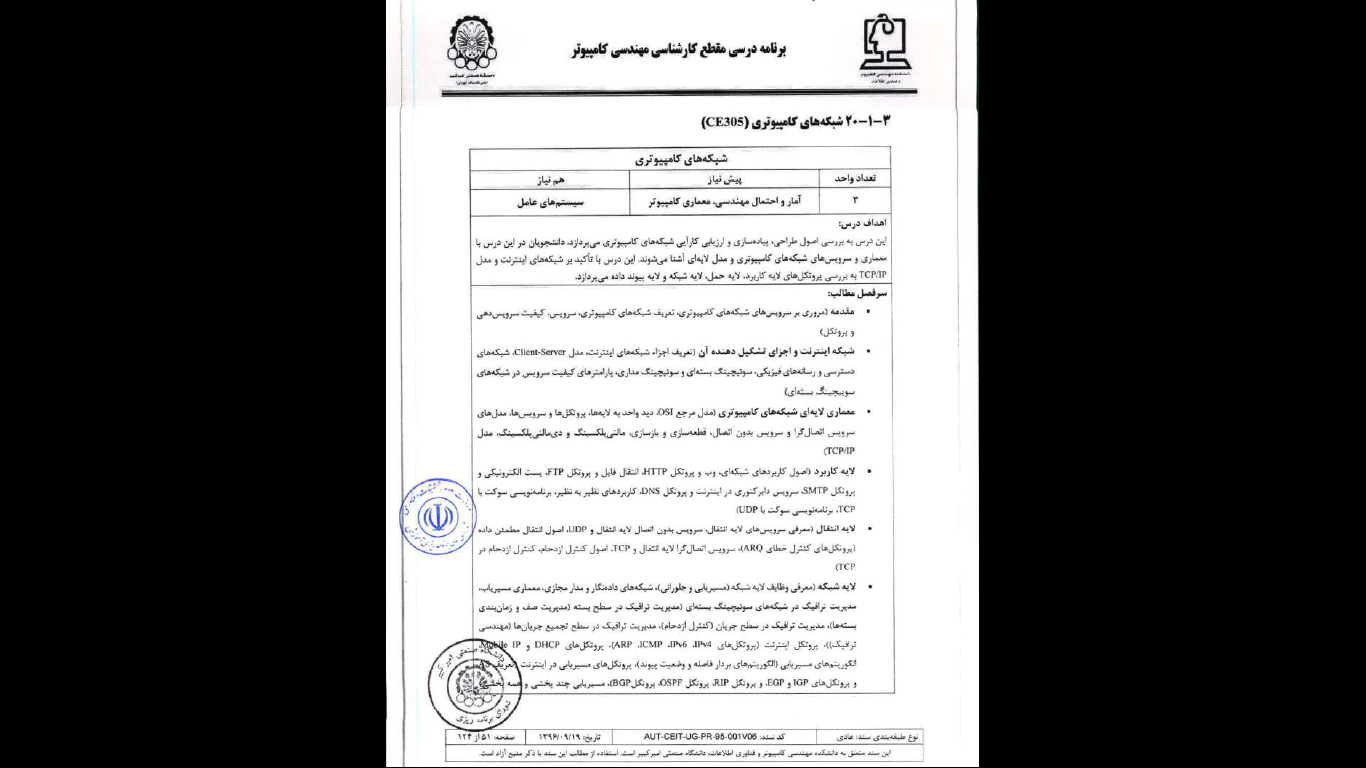 برنامه درسی مقطع کارشناسی مهندسی کامپیوتر
دانشکده مهندسی کامپیوتر
و فناوری اطلاعات
دانشگاه صنعتی امیرکبیر
(پلی‌تکنیک تهران)
۳-۱-۲۰ شبکه‌های کامپیوتری (CE305)
شبکه‌های کامپیوتری
تعداد واحد پیش نیاز هم نیاز
۳ آمار و احتمال مهندسی، معماری کامپیوتر سیستم‌های عامل
اهداف درس:
این درس به بررسی اصول طراحی، پیاده‌سازی و ارزیابی کارآیی شبکه‌های کامپیوتری می‌پردازد. دانشجویان در این درس با
معماری و سرویس‌های شبکه‌های کامپیوتری و مدل لایه‌ای آشنا می‌شوند. این درس با تأکید بر شبکه‌های اینترنت و مدل
TCP/IP به بررسی پروتکل‌های لایه کاربرد، لایه حمل، لایه شبکه و لایه پیوند داده می‌پردازد.
سرفصل مطالب:
• مقدمه (مروری بر سرویس‌های شبکه‌های کامپیوتری، تعریف شبکه‌های کامپیوتری، سرویس، کیفیت سرویس‌دهی
و پروتکل)
• شبکه اینترنت و اجزای تشکیل دهنده آن (تعریف اجزاء شبکه‌های اینترنت، مدل Client-Server، شبکه‌های
دسترسی و رسانه‌های فیزیکی، سوئیچینگ بسته‌ای و سوئیچینگ مداری، پارامترهای کیفیت سرویس در شبکه‌های
سوییچینگ بسته‌ای)
• معماری لایه‌ای شبکه‌های کامپیوتری (مدل مرجع OSI، دید واحد به لایه‌ها، پروتکل‌ها و سرویس‌ها، مدل‌های
سرویس اتصال‌گرا و سرویس بدون اتصال، قطعه‌سازی و بازسازی، مالتی‌پلکسینگ و دی‌مالتی‌پلکسینگ، مدل
TCP/IP)
• لایه کاربرد (اصول کاربردهای شبکه‌ای، وب و پروتکل HTTP، انتقال فایل و پروتکل FTP، پست الکترونیکی و
پروتکل SMTP، سرویس دایرکتوری در اینترنت و پروتکل DNS، کاربردهای نظیر به نظیر، برنامه‌نویسی سوکت با
TCP، برنامه‌نویسی سوکت با UDP)
• لایه انتقال (معرفی سرویس‌های لایه انتقال، سرویس بدون اتصال لایه انتقال و UDP، اصول انتقال مطمئن داده
(پروتکل‌های کنترل خطای ARQ)، سرویس اتصال‌گرا لایه انتقال و TCP، اصول کنترل ازدحام، کنترل ازدحام در
TCP)
• لایه شبکه (معرفی وظایف لایه شبکه (مسیریابی و جلورانی)، شبکه‌های داده‌نگار و مدار مجازی، معماری مسیریاب،
مدیریت ترافیک در شبکه‌های سوئیچینگ بسته‌ای (مدیریت ترافیک در سطح بسته (مدیریت صف و زمان‌بندی
بسته‌ها)، مدیریت ترافیک در سطح جریان (کنترل ازدحام)، مدیریت ترافیک در سطح تجمیع جریان‌ها (مهندسی
ترافیک))، پروتکل اینترنت (پروتکل‌های IPv4، IPv6، ICMP، ARP)، پروتکل‌های DHCP و Mobile IP
الگوریتم‌های مسیریابی (الگوریتم‌های بردار فاصله و وضعیت پیوند)، پروتکل‌های مسیریابی در اینترنت (تعریف AS
و پروتکل‌های IGP و EGP، و پروتکل RIP، پروتکل OSPF، پروتکل BGP)، مسیریابی چند پخشی و همه پخشی
دانشگاه صنعتی امیر کبیر
شورای برنامه ریزی
نوع طبقه‌بندی سند: عادی کد سند: AUT-CEIT-UG-PR-95-001V06 تاریخ: ۱۳۹۶/۰۹/۱۹ صفحه: ۵۱ از ۱۲۴
این سند متعلق به دانشکده مهندسی کامپیوتر و فناوری اطلاعات، دانشگاه صنعتی امیرکبیر است. استفاده از مطالب این سند با ذکر منبع آزاد است.